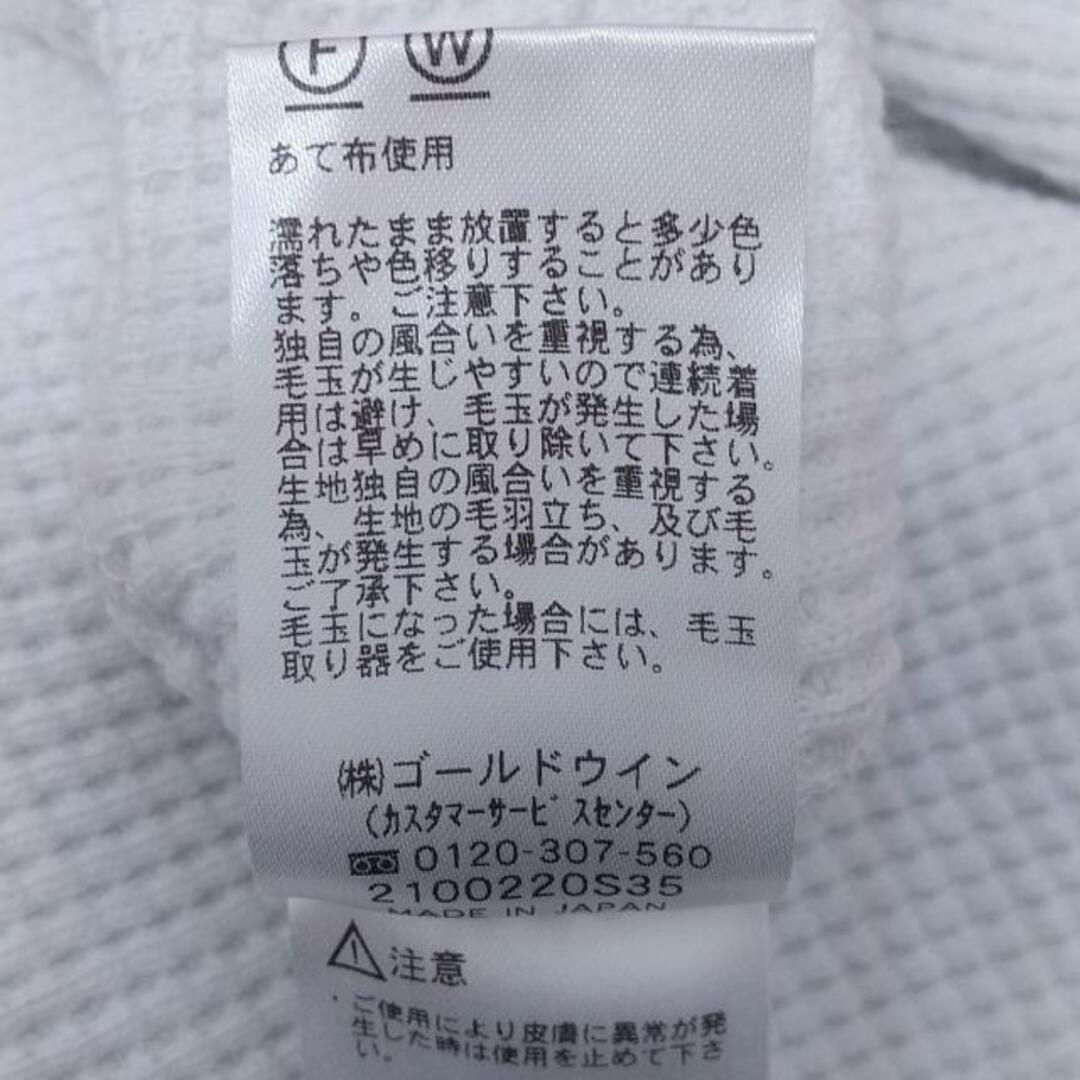 F W
あて布使用
濡れたまま放置すると多少色
落ちや色移りすることがあり
ます。ご注意下さい。
独自の風合いを重視する為、
毛玉が生じやすいので連続着
用は避け、毛玉が発生した場
合は早めに取り除いて下さい。
生地独自の風合いを重視する
為、生地の毛羽立ち、及び毛
玉が発生する場合があります。
ご了承下さい。
毛玉になった場合には、毛玉
取り器をご使用下さい。
(株)ゴールドウイン
(カスタマーサービスセンター)
0120-307-560
2100220S35
MADE IN JAPAN
注意
・ご使用により皮膚に異常が発
生した時は使用を止めて下さ
い。